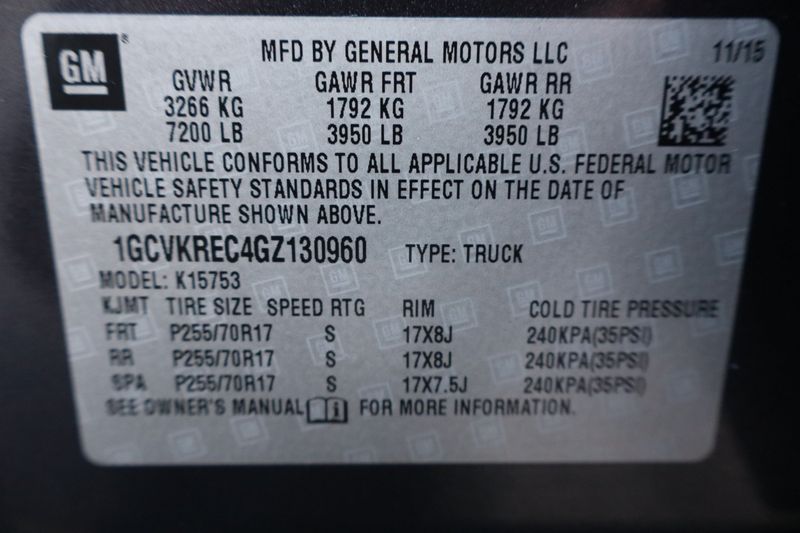 GM ® MFD BY GENERAL MOTORS LLC 11/15
GVWR GAWR FRT GAWR RR
3266 KG 1792 KG 1792 KG
7200 LB 3950 LB 3950 LB
THIS VEHICLE CONFORMS TO ALL APPLICABLE U.S. FEDERAL MOTOR
VEHICLE SAFETY STANDARDS IN EFFECT ON THE DATE OF
MANUFACTURE SHOWN ABOVE.
1GCVKREC4GZ130960 TYPE: TRUCK
MODEL: K15753
KJMT TIRE SIZE SPEED RTG RIM COLD TIRE PRESSURE
FRT P255/70R17 S 17X8J 240KPA(35PSI)
RR P255/70R17 S 17X8J 240KPA(35PSI)
SPA P255/70R17 S 17X7.5J 240KPA(35PSI)
SEE OWNER'S MANUAL FOR MORE INFORMATION.